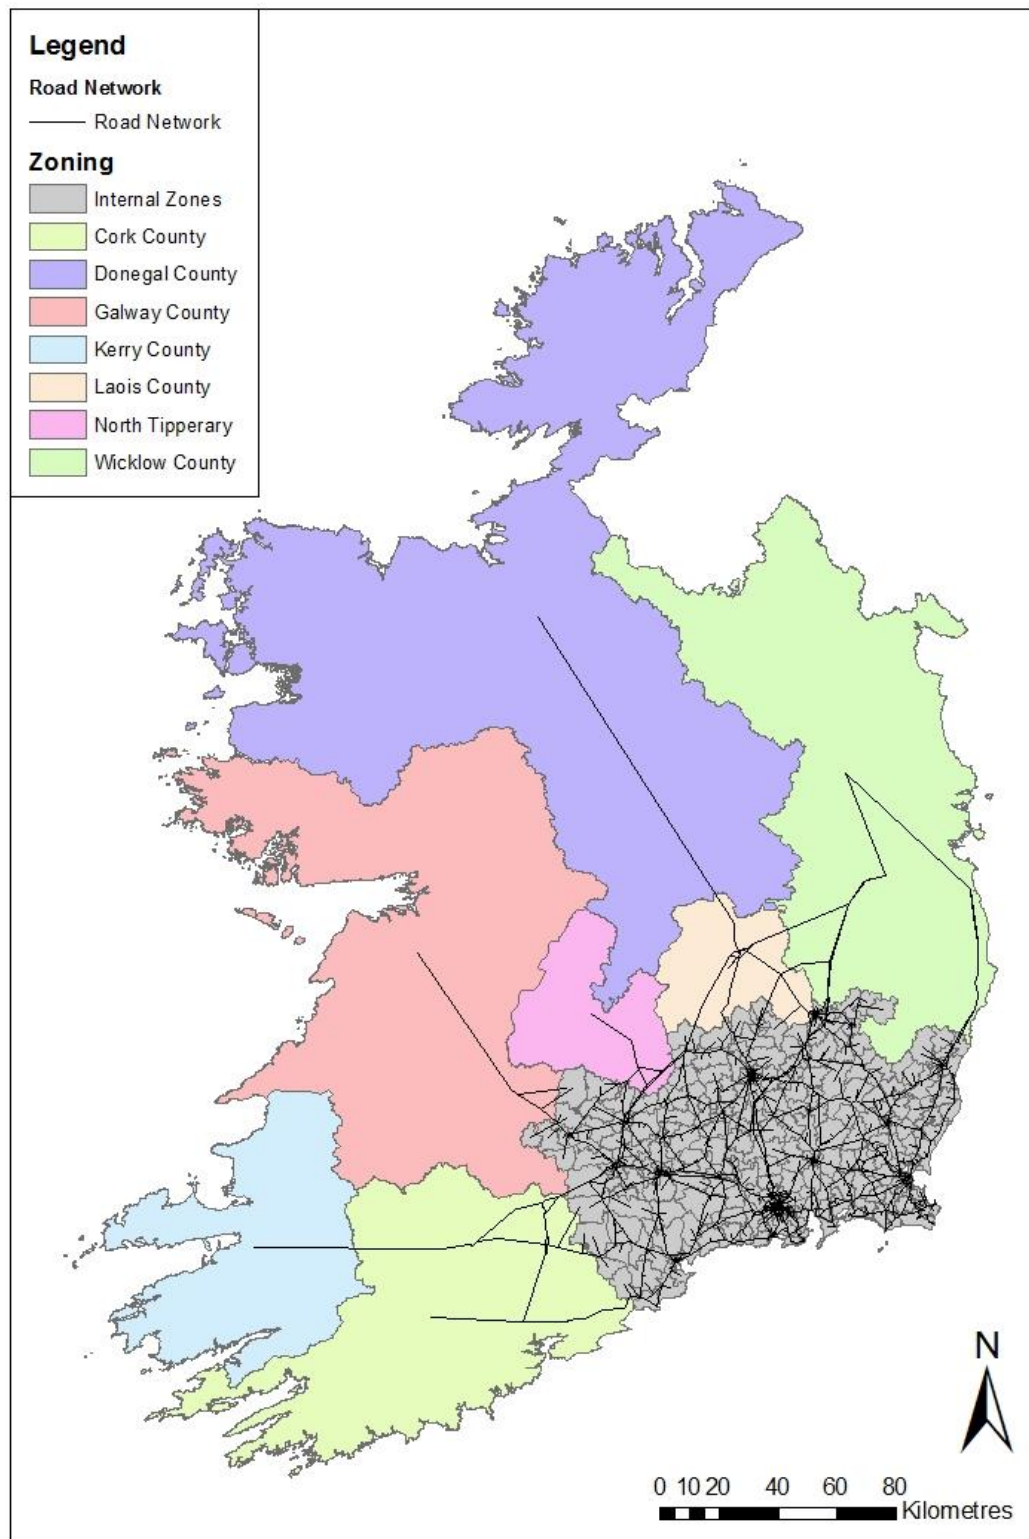 Legend
Road Network
Road Network
Zoning
Internal Zones
Cork County
Donegal County
Galway County
Kerry County
Laois County
North Tipperary
Wicklow County
N
0 10 20 40 60 80
Kilometres